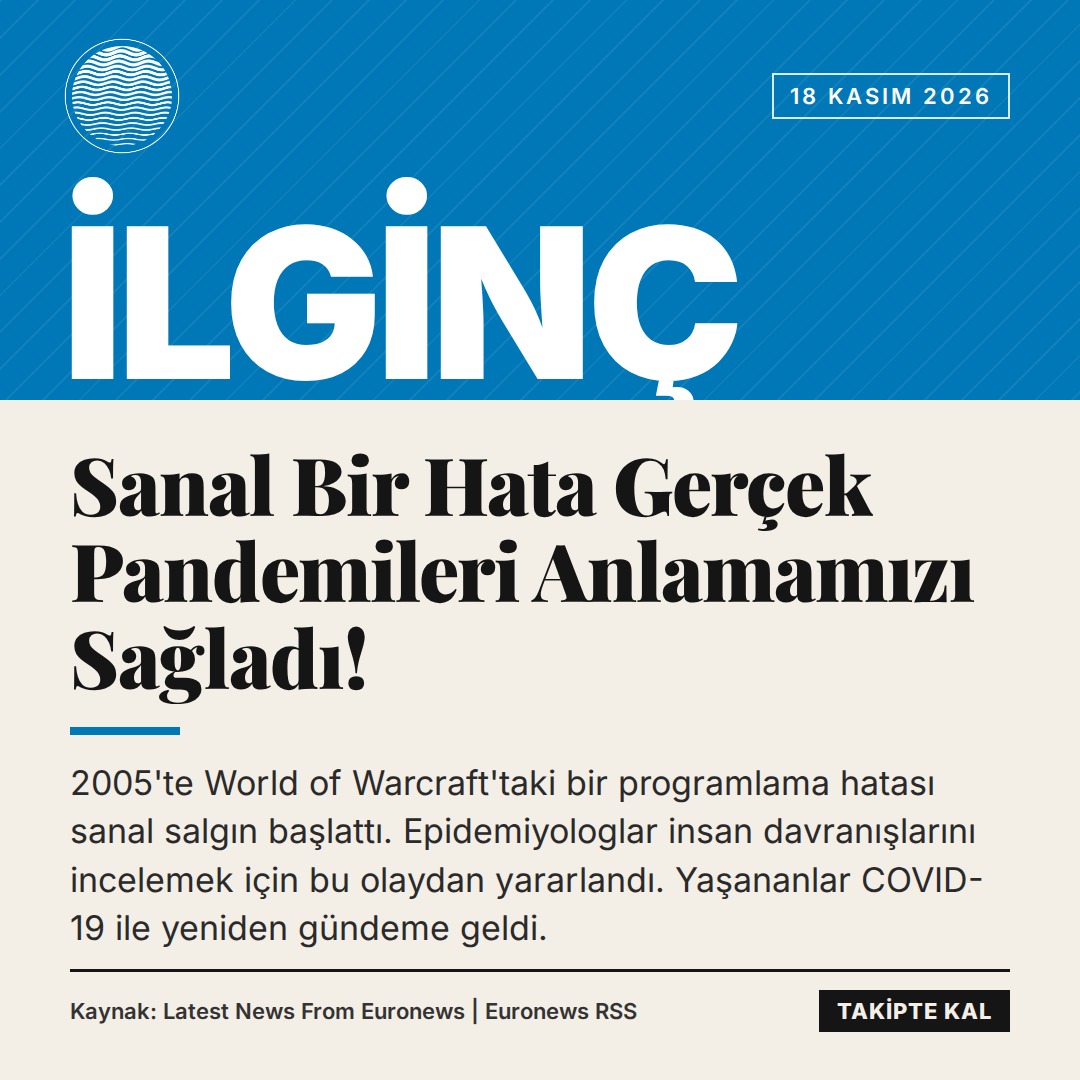 18 KASIM 2026
İLGİNÇ
Sanal Bir Hata Gerçek
Pandemileri Anlamamızı
Sağladı!
2005'te World of Warcraft'taki bir programlama hatası
sanal salgın başlattı. Epidemiyologlar insan davranışlarını
incelemek için bu olaydan yararlandı. Yaşananlar COVID-
19 ile yeniden gündeme geldi.
Kaynak: Latest News From Euronews | Euronews RSS
TAKİPTE KAL